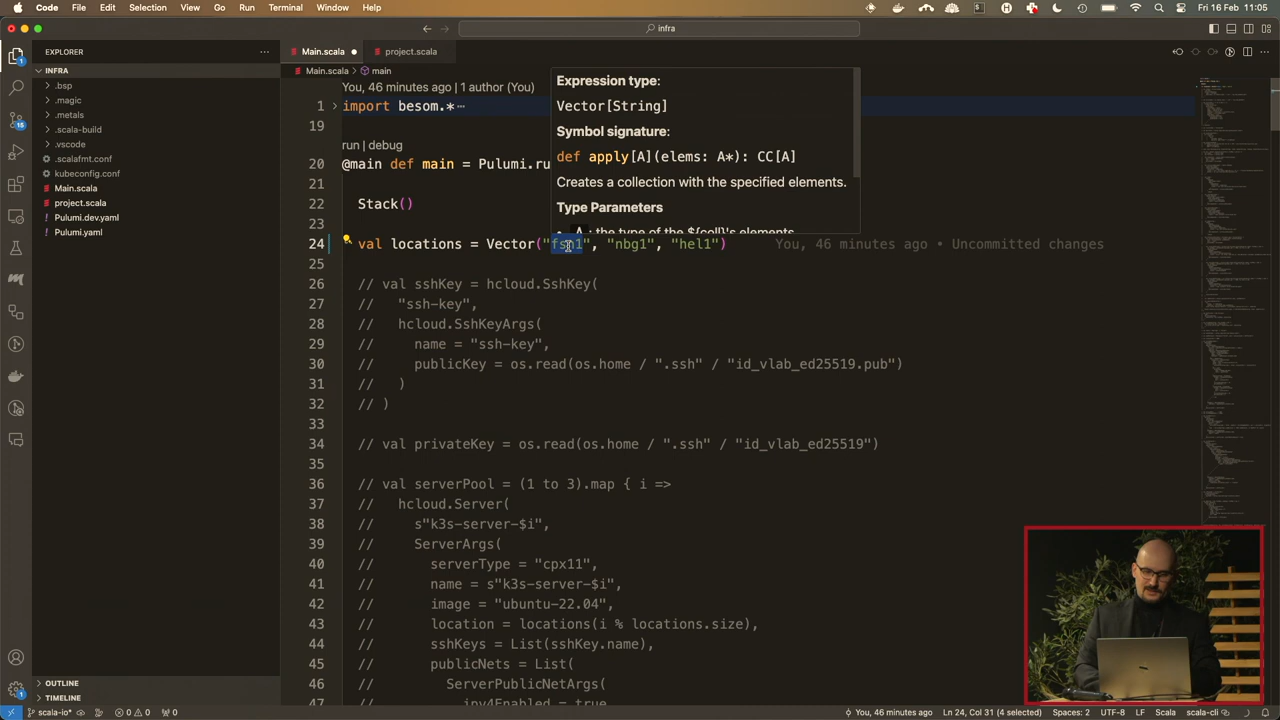 Code File Edit Selection View Go Run Terminal Window Help
Fri 16 Feb 11:05
infra
EXPLORER
INFRA
.bsp
.magic
.metals
.scala-build
.vscode
.scalafmt.conf
kubeconfig.conf
Main.scala
project.scala
Pulumi.dev.yaml
Pulumi.yaml
OUTLINE
TIMELINE
Main.scala
project.scala
Main.scala > main
You, 46 minutes ago | 1 author (You)
1 import besom.*
19
run | debug
20 @main def main = Pulumi.ru
21
22 Stack()
23
24 val locations = Vector("fsn1", "nbg1", "hel1") You, 46 minutes ago • Uncommitted changes
25
26 // val sshkey = hcloud.SshKey(
27 // "ssh-key",
28 // hcloud.SshKeyArgs(
29 // name = "ssh-key",
30 // publicKey = os.read(os.home / ".ssh" / "id_vlab_ed25519.pub")
31 // )
32 // )
33
34 // val privateKey = os.read(os.home / ".ssh" / "id_vlab_ed25519")
35
36 // val serverPool = (1 to 3).map { i =>
37 // hcloud.Server(
38 // s"k3s-server-$i",
39 // ServerArgs(
40 // serverType = "cpx11",
41 // name = s"k3s-server-$i",
42 // image = "ubuntu-22.04",
43 // location = locations(i % locations.size),
44 // sshKeys = List(sshKey.name),
45 // publicNets = List(
46 // ServerPublicNetArgs(
47 // ipv4Enabled = true
Expression type:
Vector[String]
Symbol signature:
def apply[A](elems: A*): CC[A]
Creates a collection with the specified elements.
Type Parameters
A : the type of the ${coll}'s elements
scala-io*
0 0
0
You, 46 minutes ago Ln 24, Col 31 (4 selected) Spaces: 2 UTF-8 LF Scala scala-cli